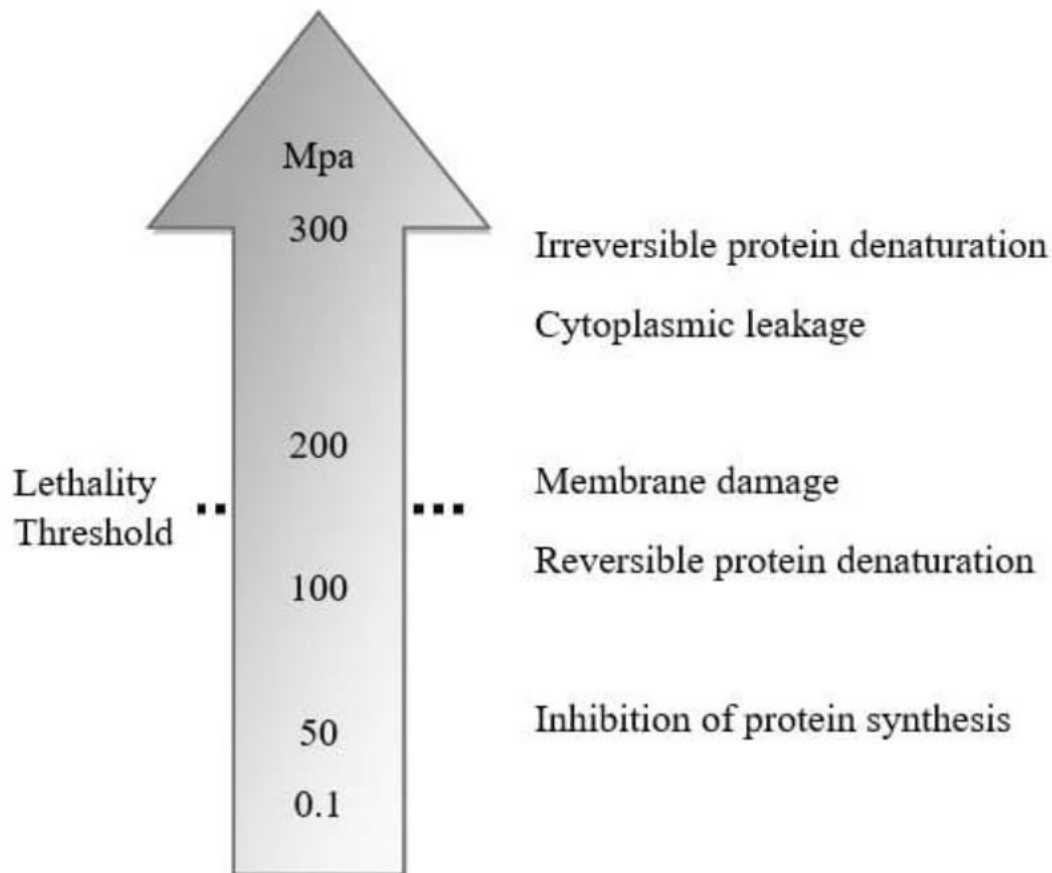 Mpa
300
Irreversible protein denaturation
Cytoplasmic leakage
200
Lethality
Threshold
Membrane damage
Reversible protein denaturation
100
Inhibition of protein synthesis
50
0.1